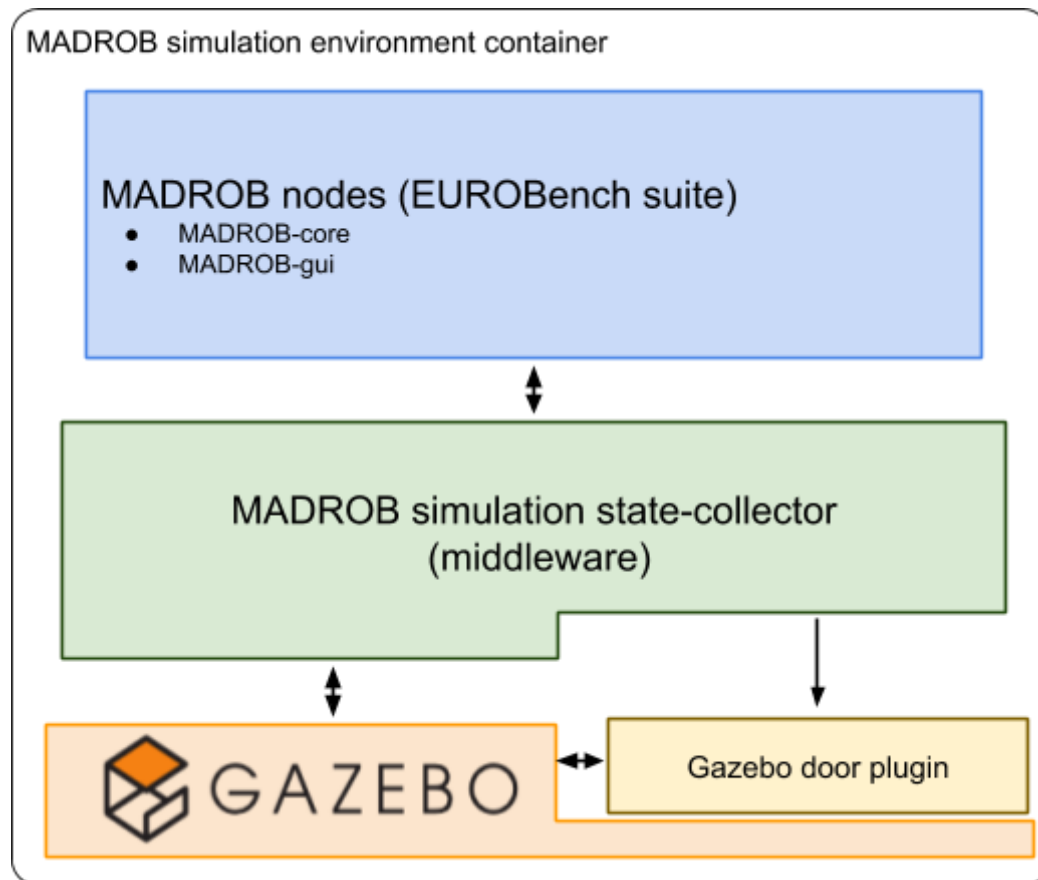 MADROB simulation environment container
MADROB nodes (EUROBench suite)
● MADROB-core
● MADROB-gui
MADROB simulation state-collector
(middleware)
GAZEBO
Gazebo door plugin